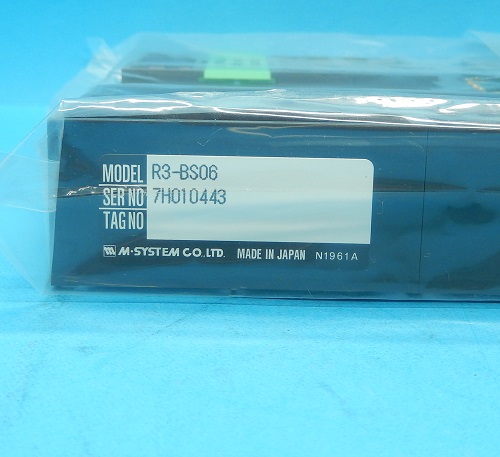 MODEL R3-BS06
SER NO 7H010443
TAG NO
M-SYSTEM CO.,LTD. MADE IN JAPAN N1961A